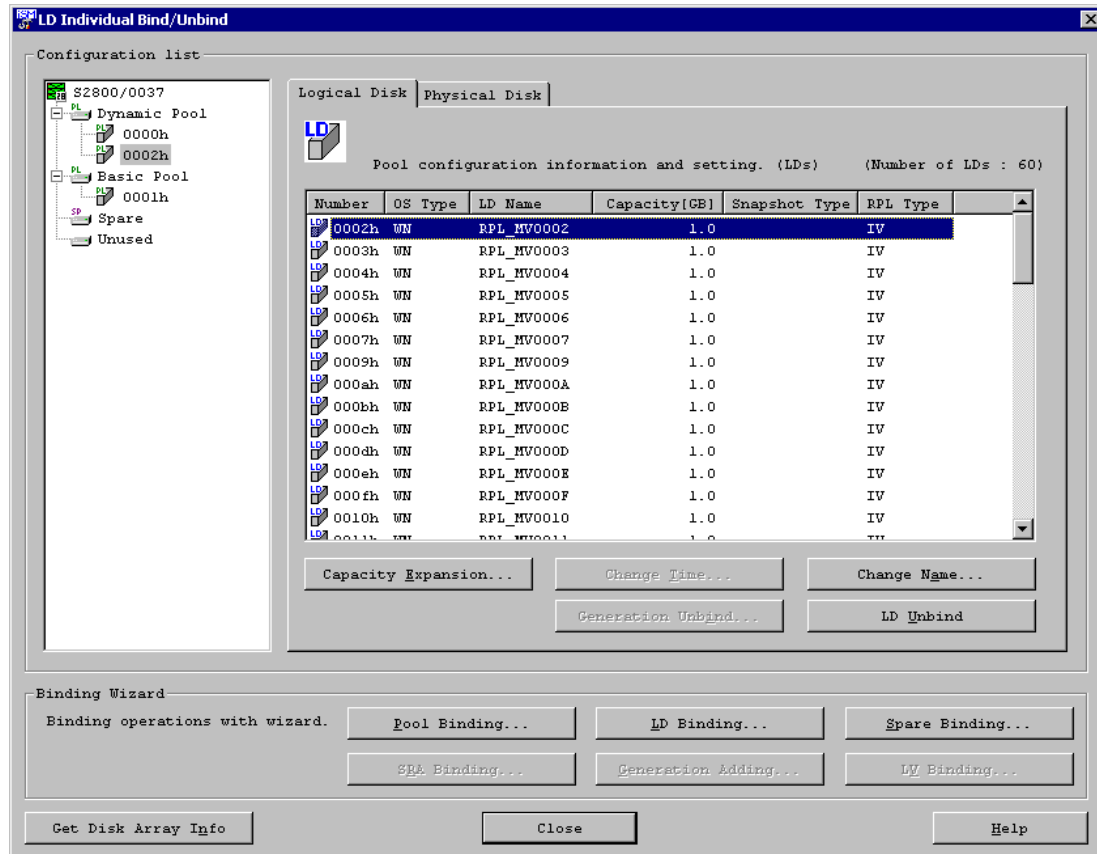 LD Individual Bind/Unbind
Configuration list
S2800/0037
Dynamic Pool
0000h
0002h
Basic Pool
0001h
Spare
Unused
Logical Disk Physical Disk
LD
Pool configuration information and setting. (LDs) (Number of LDs : 60)
Number OS Type LD Name Capacity[GB] Snapshot Type RPL Type
0002h WN RPL_MV0002 1.0 IV
0003h WN RPL_MV0003 1.0 IV
0004h WN RPL_MV0004 1.0 IV
0005h WN RPL_MV0005 1.0 IV
0006h WN RPL_MV0006 1.0 IV
0007h WN RPL_MV0007 1.0 IV
0009h WN RPL_MV0009 1.0 IV
000ah WN RPL_MV000A 1.0 IV
000bh WN RPL_MV000B 1.0 IV
000ch WN RPL_MV000C 1.0 IV
000dh WN RPL_MV000D 1.0 IV
000eh WN RPL_MV000E 1.0 IV
000fh WN RPL_MV000F 1.0 IV
0010h WN RPL_MV0010 1.0 IV
Capacity Expansion... Change Time... Change Name...
Generation Unbind... LD Unbind
Binding Wizard
Binding operations with wizard. Pool Binding... LD Binding... Spare Binding...
SRA Binding... Generation Adding... LV Binding...
Get Disk Array Info Close Help